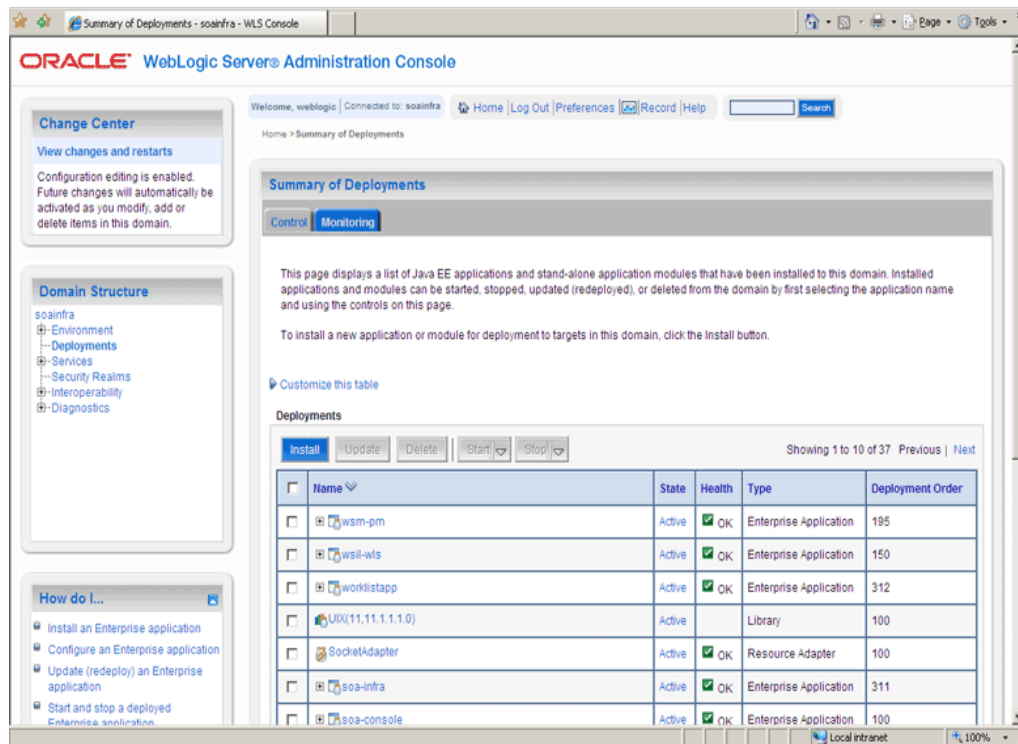 Summary of Deployments - soainfra - WLS Console
Page
Tools
ORACLE® WebLogic Server® Administration Console
Change Center
View changes and restarts
Configuration editing is enabled.
Future changes will automatically be
activated as you modify, add or
delete items in this domain.
Domain Structure
soainfra
Environment
Deployments
Services
Security Realms
Interoperability
Diagnostics
How do I...
Install an Enterprise application
Configure an Enterprise application
Update (redeploy) an Enterprise
application
Start and stop a deployed
Enterprise application
Welcome, weblogic | Connected to: soainfra
Home | Log Out | Preferences | Record | Help
Search
Home > Summary of Deployments
Summary of Deployments
Control
Monitoring
This page displays a list of Java EE applications and stand-alone application modules that have been installed to this domain. Installed
applications and modules can be started, stopped, updated (redeployed), or deleted from the domain by first selecting the application name
and using the controls on this page.
To install a new application or module for deployment to targets in this domain, click the Install button.
Customize this table
Deployments
Install Update Delete Start Stop Showing 1 to 10 of 37 Previous | Next
Name State Health Type Deployment Order
wsm-pm Active OK Enterprise Application 195
wsil-wls Active OK Enterprise Application 150
worklistapp Active OK Enterprise Application 312
UIX(11,11.1.1.1.0) Active Library 100
SocketAdapter Active OK Resource Adapter 100
soa-infra Active OK Enterprise Application 311
soa-console Active OK Enterprise Application 100
Local intranet
100%